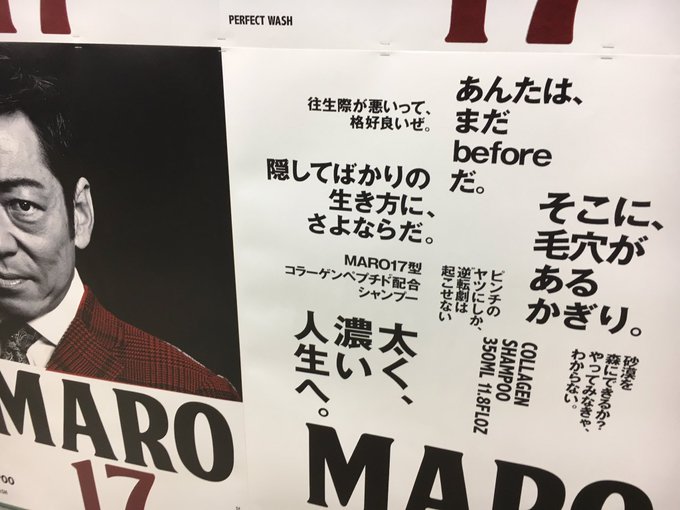 17
PERFECT WASH
17
往生際が悪いって、
格好良いぜ。
あんたは、
まだ
before
だ。
隠してばかりの
生き方に、
さよならだ。
そこに、
毛穴が
ある
かぎり。
MARO17型
コラーゲンペプチド配合
シャンプー
ピンチの
ヤツにしか、
逆転劇は
起こせない
太く、
濃い
人生へ。
COLLAGEN
SHAMPOO
350ML 11.8FLOZ
砂漠を
森にできるか?
やってみなきゃ、
わからない。
MARO
17
MARO